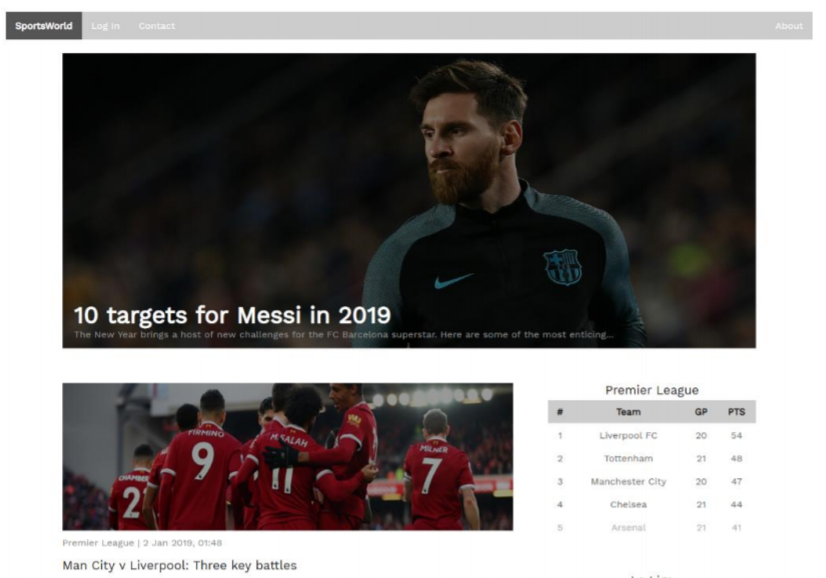 SportsWorld Log In Contact About
10 targets for Messi in 2019
The New Year brings a host of new challenges for the FC Barcelona superstar. Here are some of the most enticing...
FIRMINO
9
M.SALAH
11
MILNER
7
2
Premier League | 2 Jan 2019, 01:48
Man City v Liverpool: Three key battles
Premier League
# Team GP PTS
1 Liverpool FC 20 54
2 Tottenham 21 48
3 Manchester City 20 47
4 Chelsea 21 44
5 Arsenal 21 41